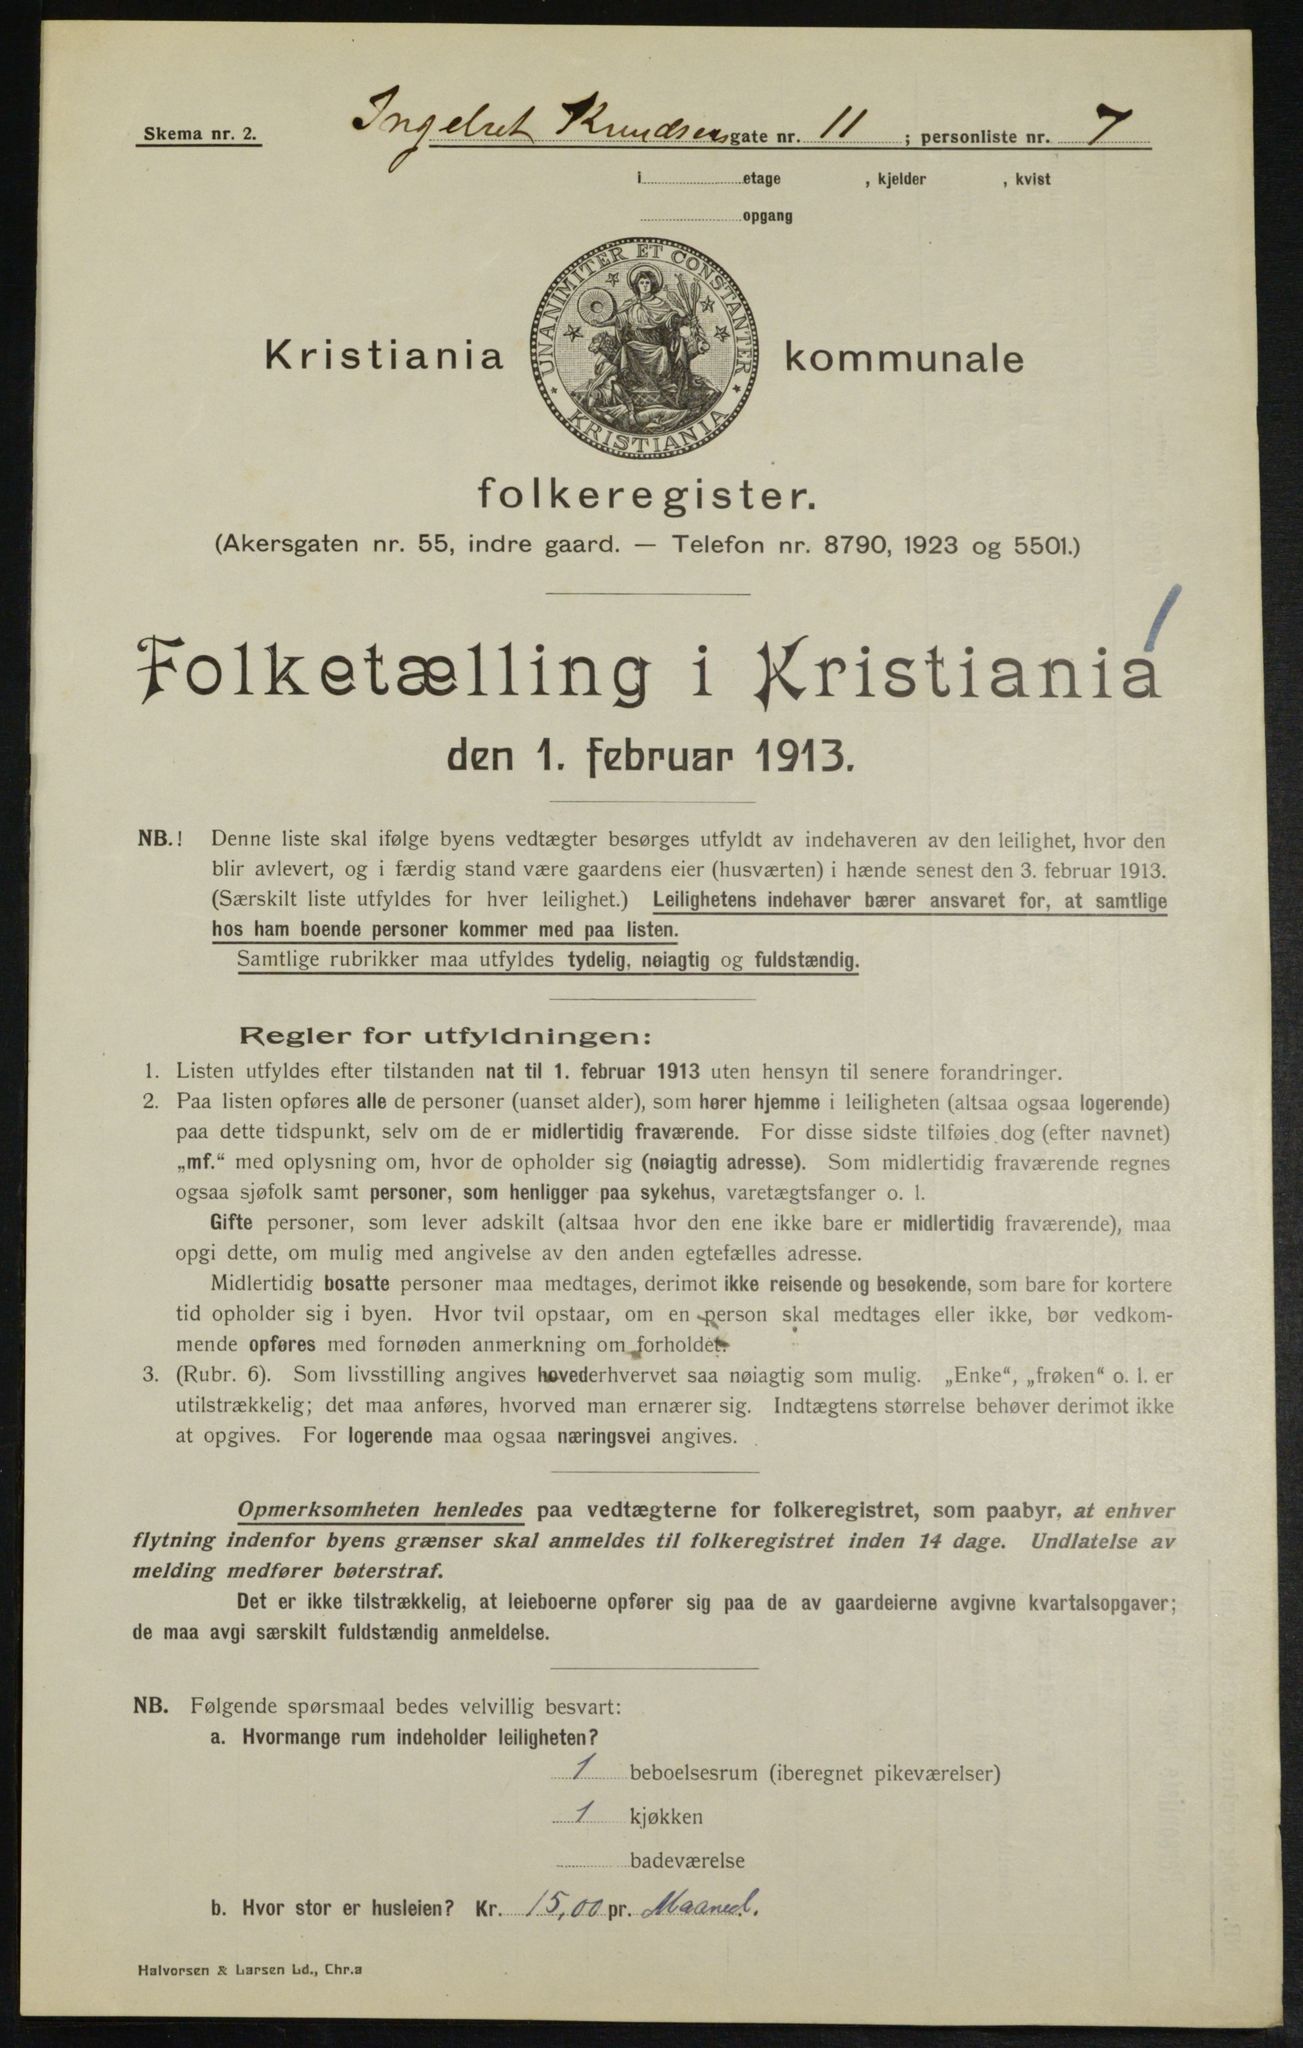 Skema nr. 2.
Ingelret Knudsensgate nr. 11 ; personliste nr. 7
i etage , kjelder , kvist
opgang
UNANIMITER ET CONSTANTER
KRISTIANIA
Kristiania kommunale
folkeregister.
(Akersgaten nr. 55, indre gaard. — Telefon nr. 8790, 1923 og 5501.)
Folketælling i Kristiania
den 1. februar 1913.
NB.! Denne liste skal ifølge byens vedtægter besørges utfyldt av indehaveren av den leilighet, hvor den
blir avlevert, og i færdig stand være gaardens eier (husværten) i hænde senest den 3. februar 1913.
(Særskilt liste utfyldes for hver leilighet.) Leilighetens indehaver bærer ansvaret for, at samtlige
hos ham boende personer kommer med paa listen.
Samtlige rubrikker maa utfyldes tydelig, nøiagtig og fuldstændig.
Regler for utfyldningen:
1. Listen utfyldes efter tilstanden nat til 1. februar 1913 uten hensyn til senere forandringer.
2. Paa listen opføres alle de personer (uanset alder), som hører hjemme i leiligheten (altsaa ogsaa logerende)
paa dette tidspunkt, selv om de er midlertidig fraværende. For disse sidste tilføies dog (efter navnet)
„mf.“ med oplysning om, hvor de opholder sig (nøiagtig adresse). Som midlertidig fraværende regnes
ogsaa sjøfolk samt personer, som henligger paa sykehus, varetægtsfanger o. l.
Gifte personer, som lever adskilt (altsaa hvor den ene ikke bare er midlertidig fraværende), maa
opgi dette, om mulig med angivelse av den anden egtefælles adresse.
Midlertidig bosatte personer maa medtages, derimot ikke reisende og besøkende, som bare for kortere
tid opholder sig i byen. Hvor tvil opstaar, om en person skal medtages eller ikke, bør vedkom-
mende opføres med fornøden anmerkning om forholdet.
3. (Rubr. 6). Som livsstilling angives hovederhvervet saa nøiagtig som mulig. „Enke“, „frøken“ o. l. er
utilstrækkelig; det maa anføres, hvorved man ernærer sig. Indtægtens størrelse behøver derimot ikke
at opgives. For logerende maa ogsaa næringsvei angives.
Opmerksomheten henledes paa vedtægterne for folkeregistret, som paabyr, at enhver
flytning indenfor byens grænser skal anmeldes til folkeregistret inden 14 dage. Undlatelse av
melding medfører bøterstraf.
Det er ikke tilstrækkelig, at leieboerne opfører sig paa de av gaardeierne avgivne kvartalsopgaver;
de maa avgi særskilt fuldstændig anmeldelse.
NB. Følgende spørsmaal bedes velvillig besvart:
a. Hvormange rum indeholder leiligheten?
1 beboelsesrum (iberegnet pikeværelser)
1 kjøkken
badeværelse
b. Hvor stor er husleien? Kr. 15,00 pr. Maaned.
Halvorsen & Larsen Ld., Chr.a